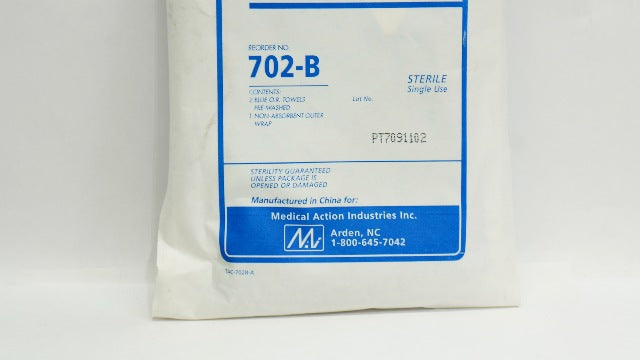 REORDER NO.
702-B
CONTENTS:
2 BLUE O.R. TOWELS
PRE-WASHED
1 NON-ABSORBENT OUTER
WRAP
Lot No.
STERILE
Single Use
PT7091102
STERILITY GUARANTEED
UNLESS PACKAGE IS
OPENED OR DAMAGED
Manufactured in China for:
Medical Action Industries Inc.
Arden, NC
1-800-645-7042